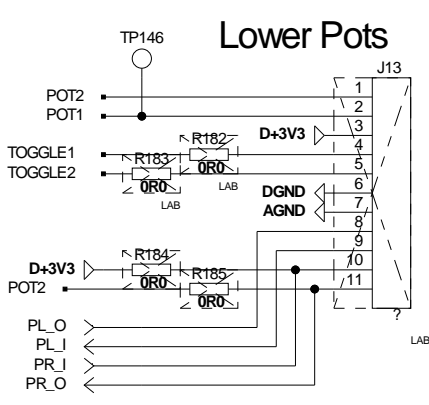 Lower Pots
TP146
J13
POT2
1
POT1
2
D+3V3
3
TOGGLE1
R182
0R0
LAB
4
TOGGLE2
R183
0R0
LAB
5
DGND
6
AGND
7
8
9
D+3V3
R184
0R0
10
POT2
R185
0R0
11
PL_O
PL_I
PR_I
PR_O
?
LAB